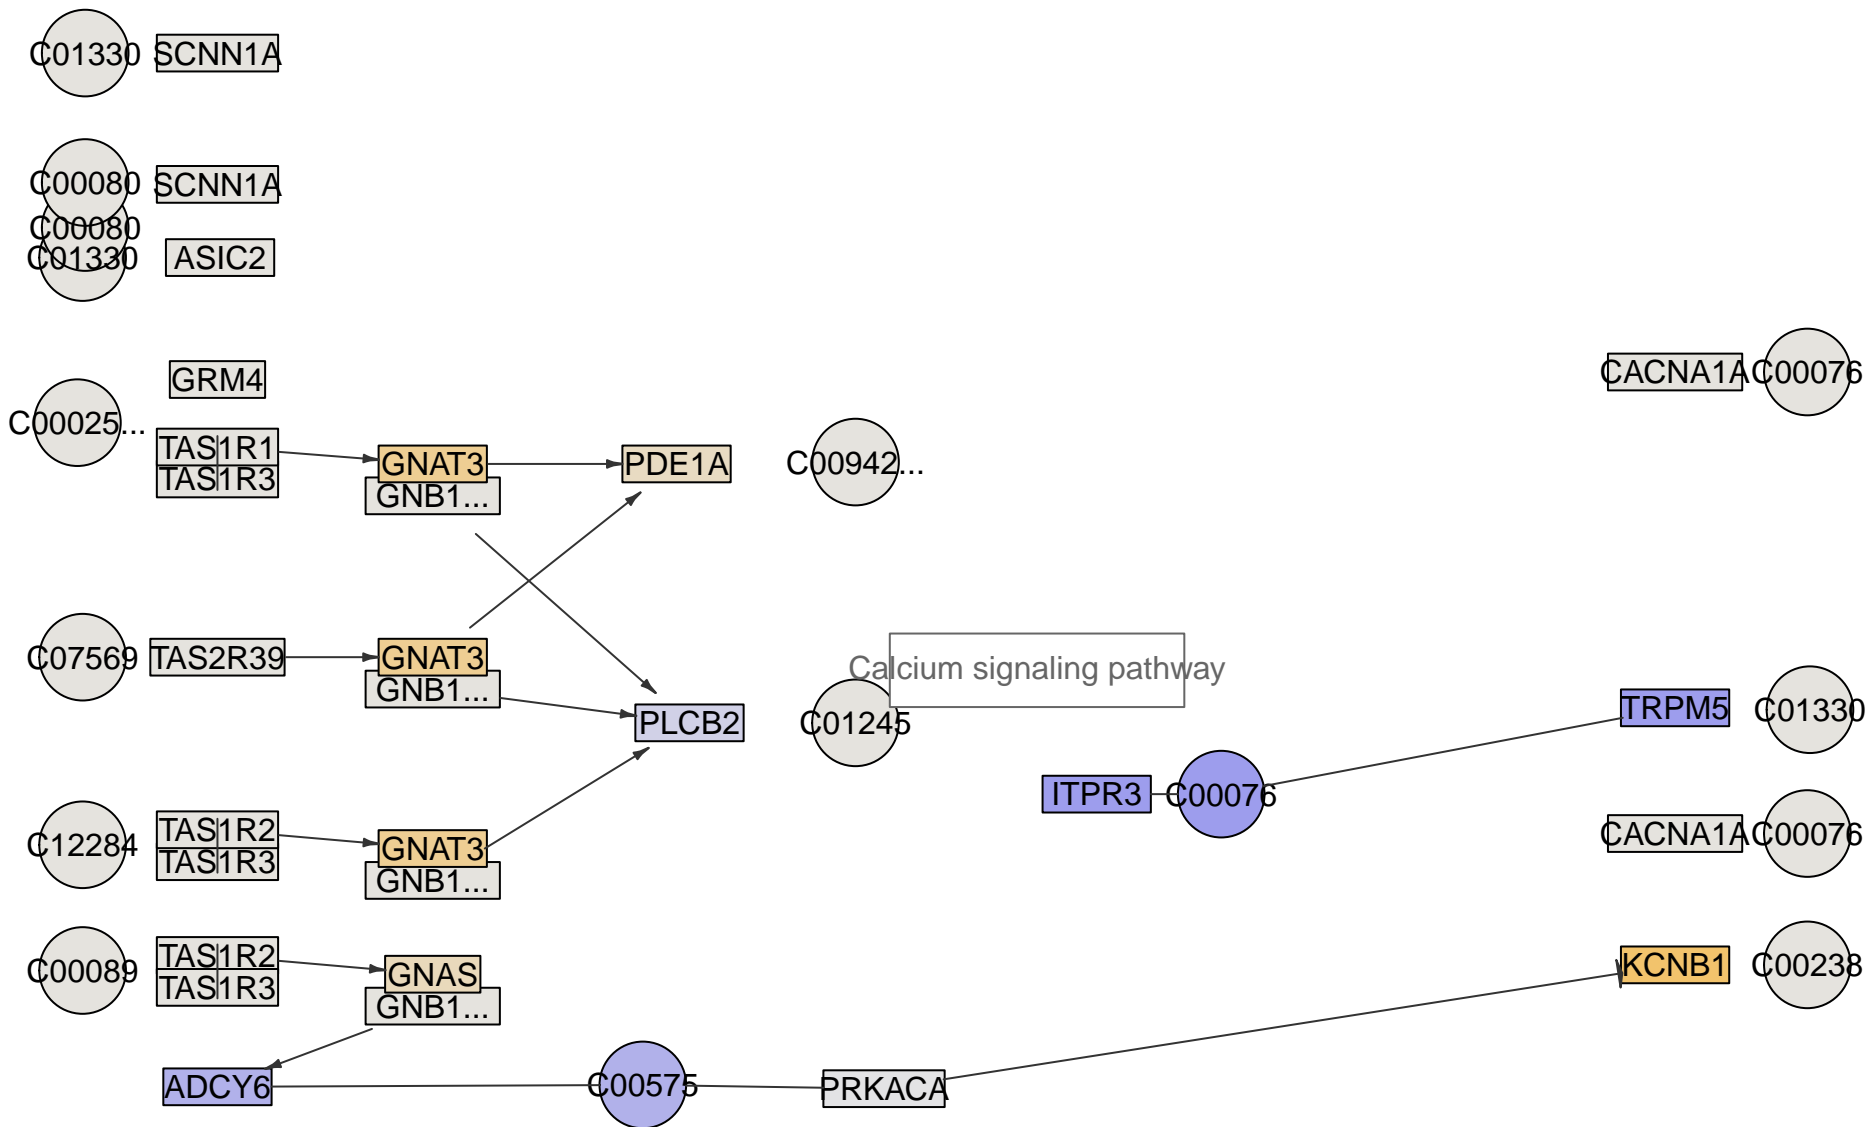 C01330 SCNN1A
C00080 SCNN1A
C00080
C01330 ASIC2
GRM4
CACNA1A C00076
C00025...
TAS1R1
GNAT3 PDE1A C00942...
TAS1R3
GNB1...
C07569 TAS2R39 GNAT3
Calcium signaling pathway
GNB1...
PLCB2 C01245
TRPM5 C01330
ITPR3 C00076
C12284 TAS1R2
GNAT3
CACNA1A C00076
TAS1R3
GNB1...
C00089 TAS1R2
GNAS
KCNB1 C00238
TAS1R3
GNB1...
ADCY6 C00575 PRKACA